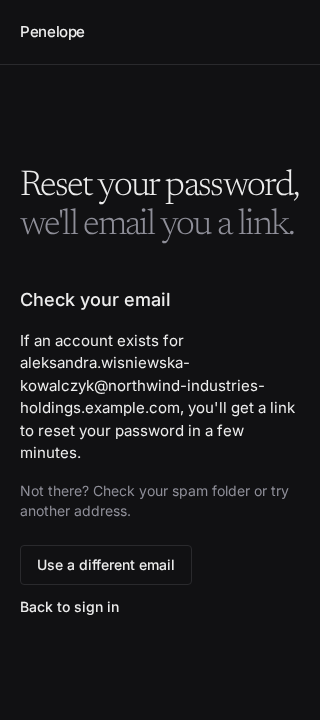 Penelope
Reset your password,
we'll email you a link.
Check your email
If an account exists for
aleksandra.wisniewska-
kowalczyk@northwind-industries-
holdings.example.com, you'll get a link
to reset your password in a few
minutes.
Not there? Check your spam folder or try
another address.
Use a different email
Back to sign in